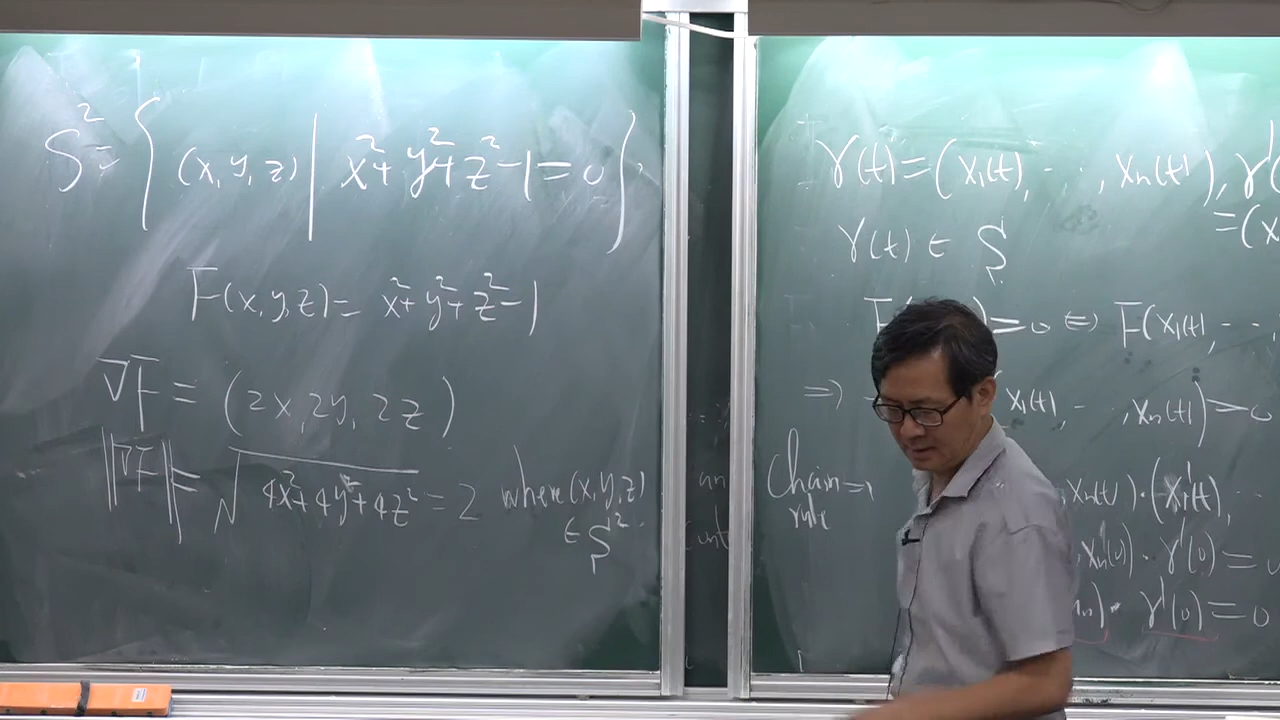 S² = { (x, y, z) | x²+y²+z²-1=0 },
F(x,y,z)= x²+y²+z²-1
∇F = (2x, 2y, 2z)
‖∇F‖ = √4x²+4y²+4z² = 2 where (x,y,z)
∈ S²
γ(t)=(x₁(t), ⋯, xₙ(t)), γ'(
=(x
γ(t) ∈ S
F( )=0 ⇔ F(x₁(t), ⋯,
⇒ x₁(t), ⋯, xₙ(t))=0
Chain ⇒ xₙ(t))·(x₁'(t), ⋯
rule
xₙ(0))·γ'(0)=0
)·γ'(0)=0